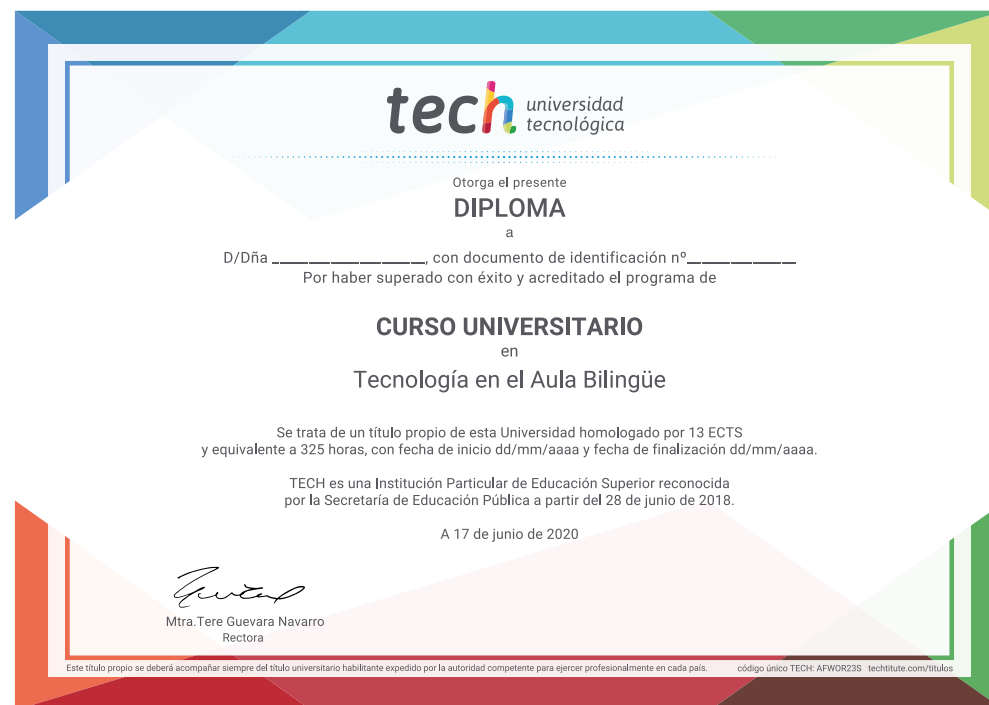 tech universidad
tecnológica
Otorga el presente
DIPLOMA
a
D/Dña ____________________, con documento de identificación nº______________
Por haber superado con éxito y acreditado el programa de
CURSO UNIVERSITARIO
en
Tecnología en el Aula Bilingüe
Se trata de un título propio de esta Universidad homologado por 13 ECTS
y equivalente a 325 horas, con fecha de inicio dd/mm/aaaa y fecha de finalización dd/mm/aaaa.
TECH es una Institución Particular de Educación Superior reconocida
por la Secretaría de Educación Pública a partir del 28 de junio de 2018.
A 17 de junio de 2020
Mtra.Tere Guevara Navarro
Rectora
Este título propio se deberá acompañar siempre del título universitario habilitante expedido por la autoridad competente para ejercer profesionalmente en cada país. código único TECH: AFWOR23S techtitute.com/titulos